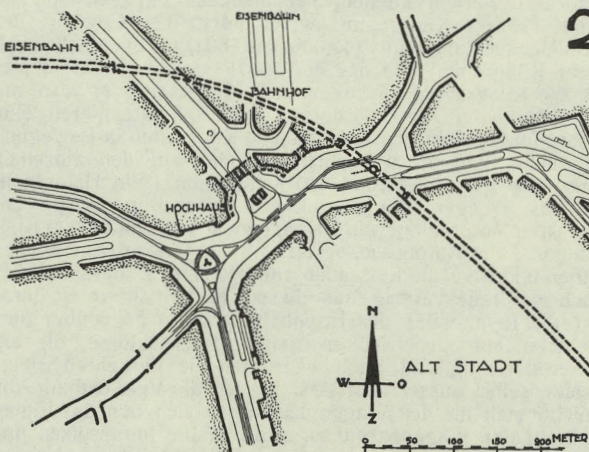 EISENBAHN
2
EISENBAHN
BAHNHOF
HOCHHAUS
A
N
ALT STADT
W O
Z
0 50 100 150 200 METER